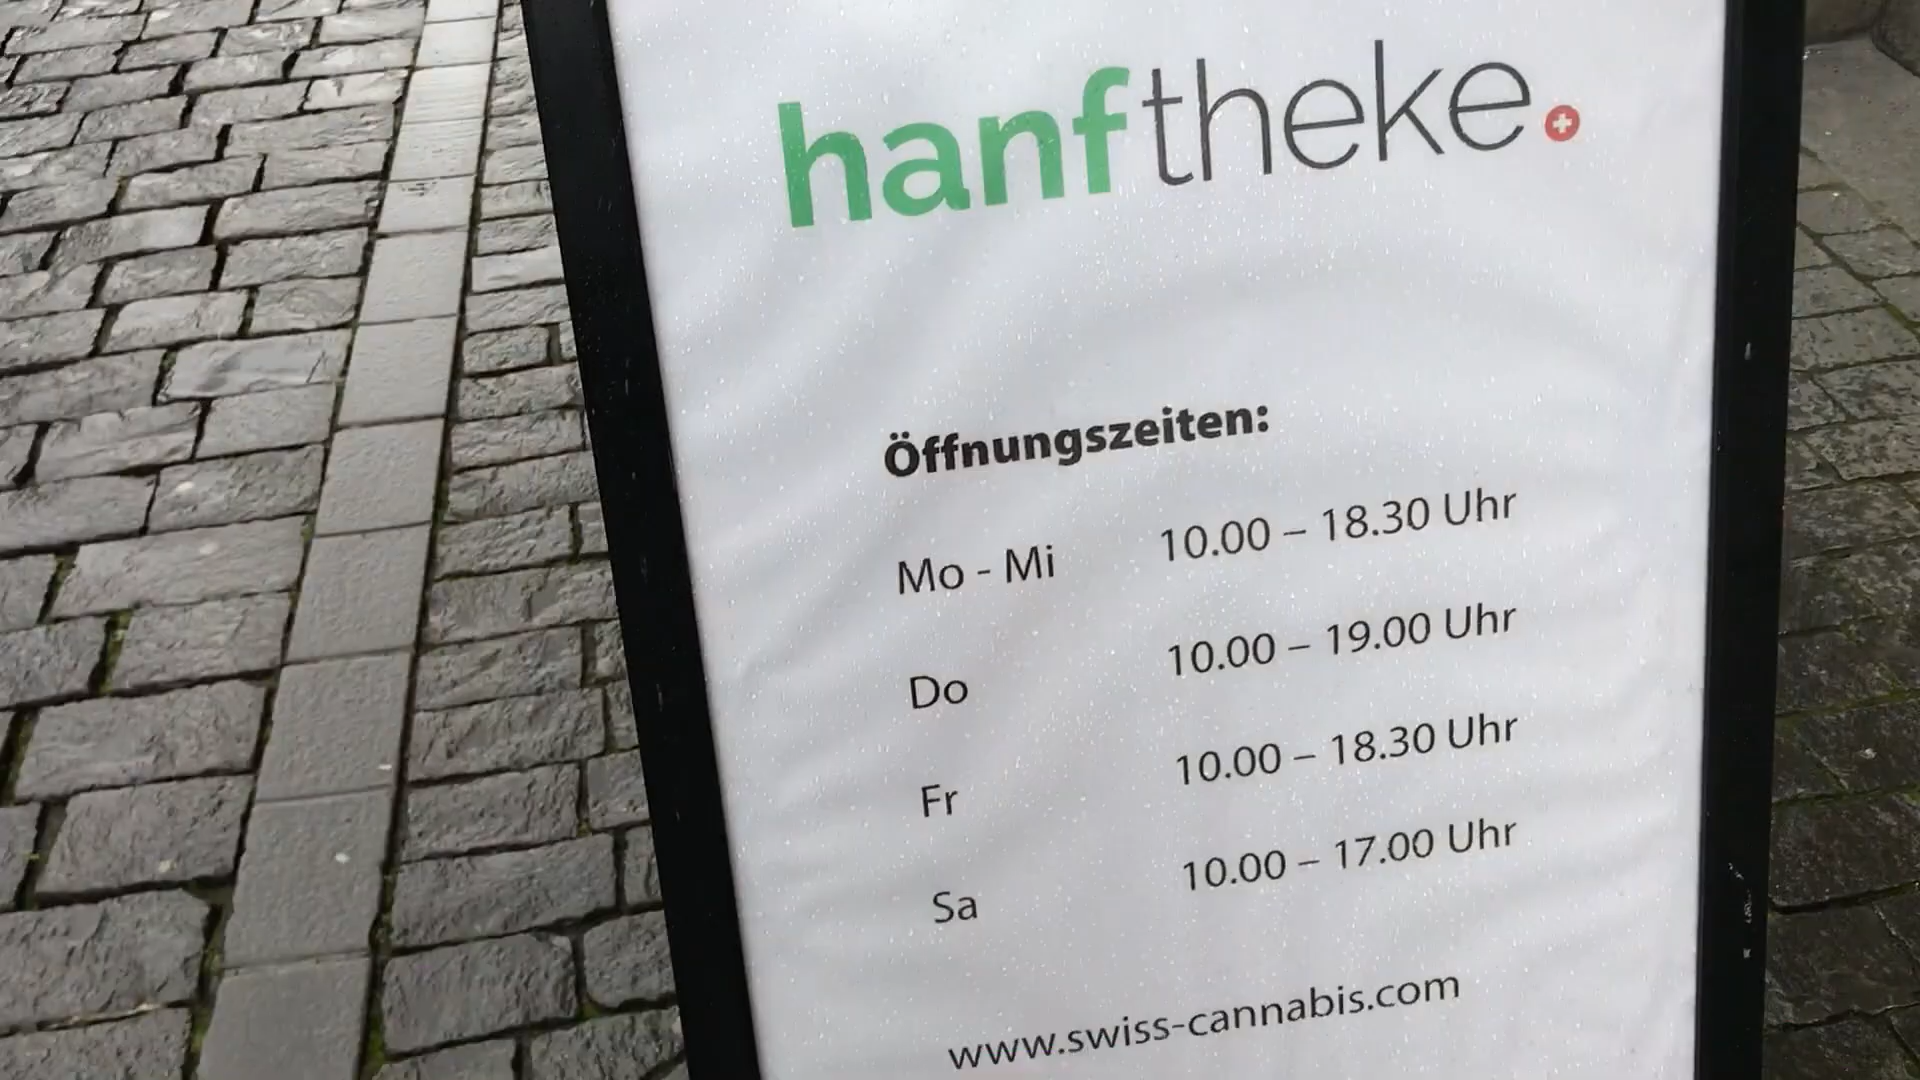 hanftheke.
Öffnungszeiten:
Mo - Mi 10.00 – 18.30 Uhr
Do 10.00 – 19.00 Uhr
Fr 10.00 – 18.30 Uhr
Sa 10.00 – 17.00 Uhr
www.swiss-cannabis.com